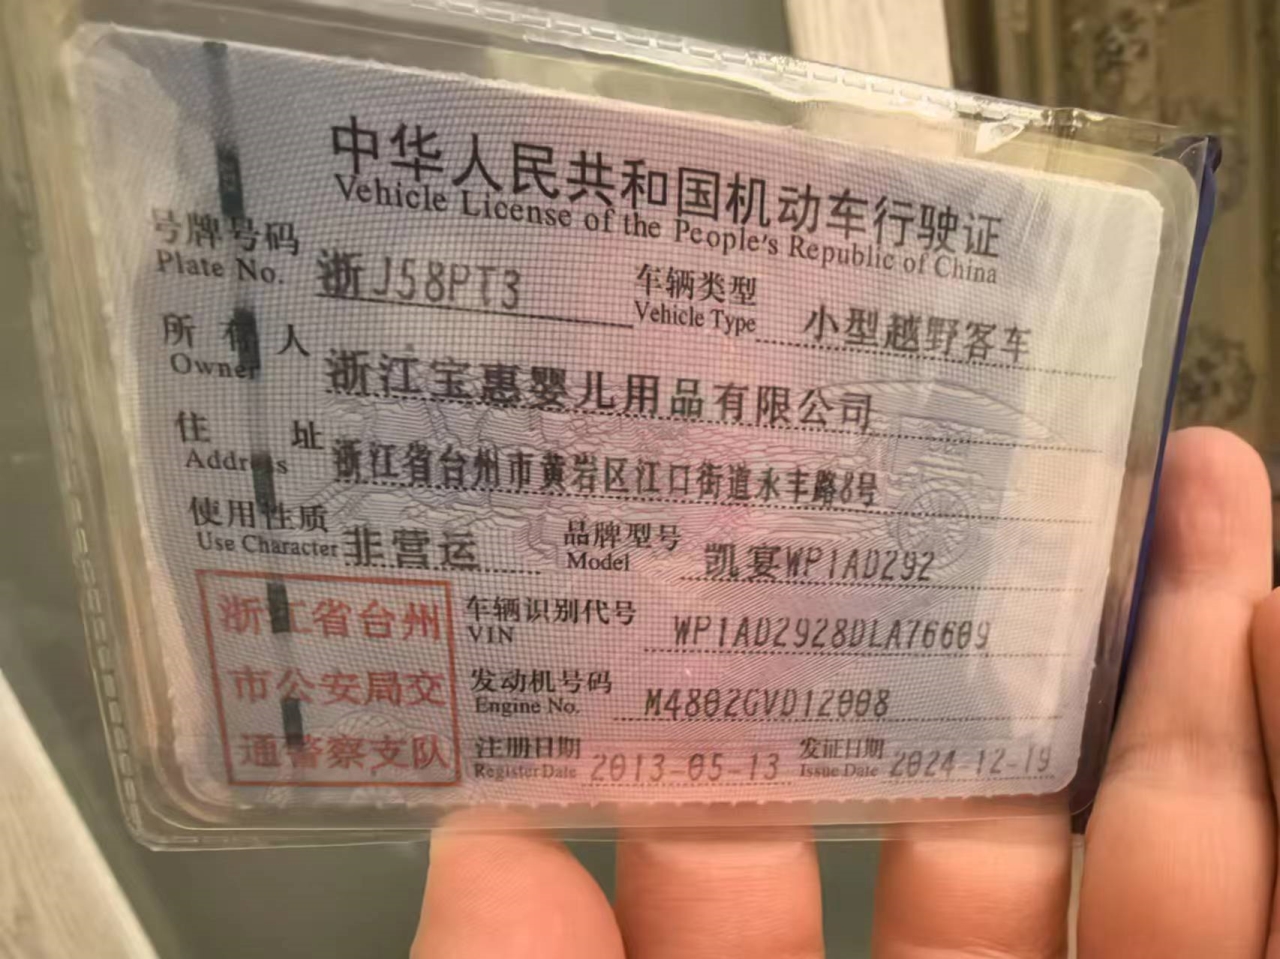 中华人民共和国机动车行驶证
Vehicle License of the People's Republic of China
号牌号码 浙J58PT3 车辆类型 小型越野客车
Plate No. Vehicle Type
所有人 浙江宝惠婴儿用品有限公司
Owner
住址 浙江省台州市黄岩区江口街道永丰路8号
Address
使用性质 非营运 品牌型号 凯宴WP1AD292
Use Character Model
浙江省台州
市公安局交
通警察支队
车辆识别代号 WP1AD2928DLA76609
VIN
发动机号码 M4802GVD12008
Engine No.
注册日期 2013-05-13 发证日期 2024-12-19
Register Date Issue Date